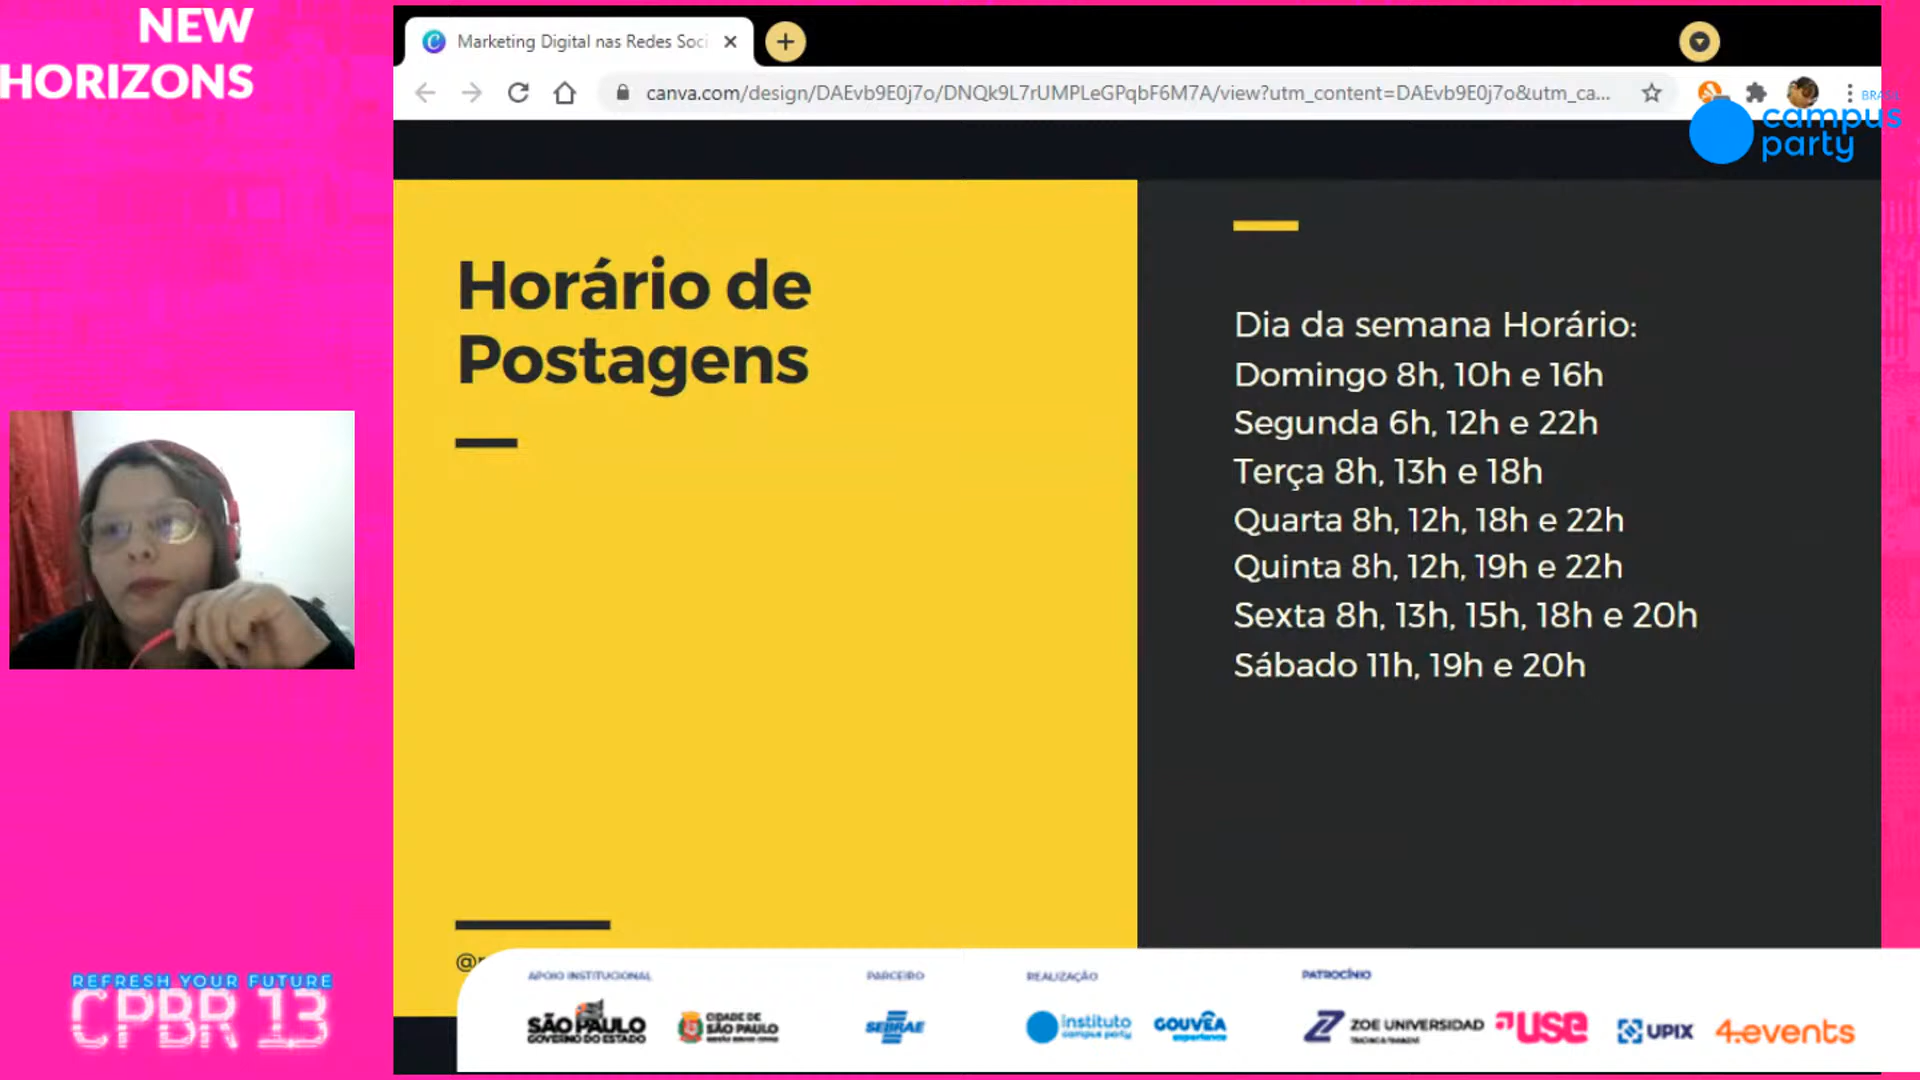 NEW
HORIZONS
Marketing Digital nas Redes Soci
canva.com/design/DAEvb9E0j7o/DNQk9L7rUMPLeGPqbF6M7A/view?utm_content=DAEvb9E0j7o&utm_ca...
BRASIL
campus
party
Horário de
Postagens
Dia da semana Horário:
Domingo 8h, 10h e 16h
Segunda 6h, 12h e 22h
Terça 8h, 13h e 18h
Quarta 8h, 12h, 18h e 22h
Quinta 8h, 12h, 19h e 22h
Sexta 8h, 13h, 15h, 18h e 20h
Sábado 11h, 19h e 20h
REFRESH YOUR FUTURE
CPBR 13
APOIO INSTITUCIONAL
SÃO PAULO
GOVERNO DO ESTADO
CIDADE DE
SÃO PAULO
PARCEIRO
SEBRAE
REALIZAÇÃO
instituto
campus party
GOUVÊA
experience
PATROCÍNIO
ZOE UNIVERSIDAD
USE
UPIX
4.events